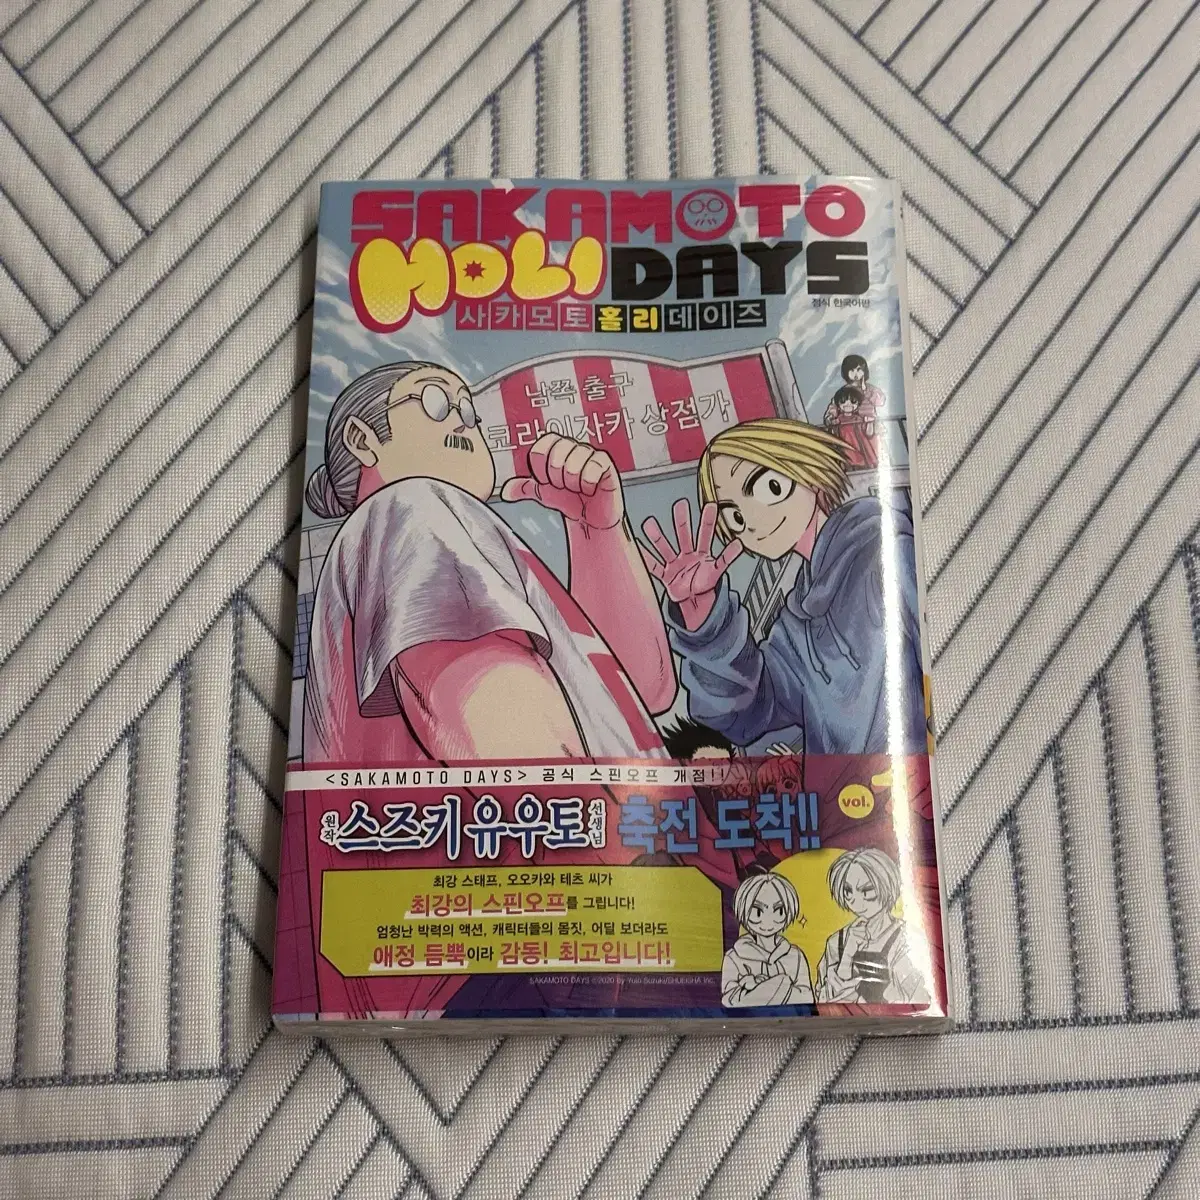 SAKAMOTO
HOLIDAYS
사카모토 홀리데이즈
정식 한국어판
남쪽 출구
코라이자카 상점가
<SAKAMOTO DAYS> 공식 스핀오프 개점!!
원작 스즈키 유우토 선생님 축전 도착!!
vol.
최강 스태프, 오오카와 테츠 씨가
최강의 스핀오프를 그립니다!
엄청난 박력의 액션, 캐릭터들의 몸짓, 어딜 보더라도
애정 듬뿍이라 감동! 최고입니다!
SAKAMOTO DAYS ©2020 by Yuto Suzuki/SHUEISHA Inc.